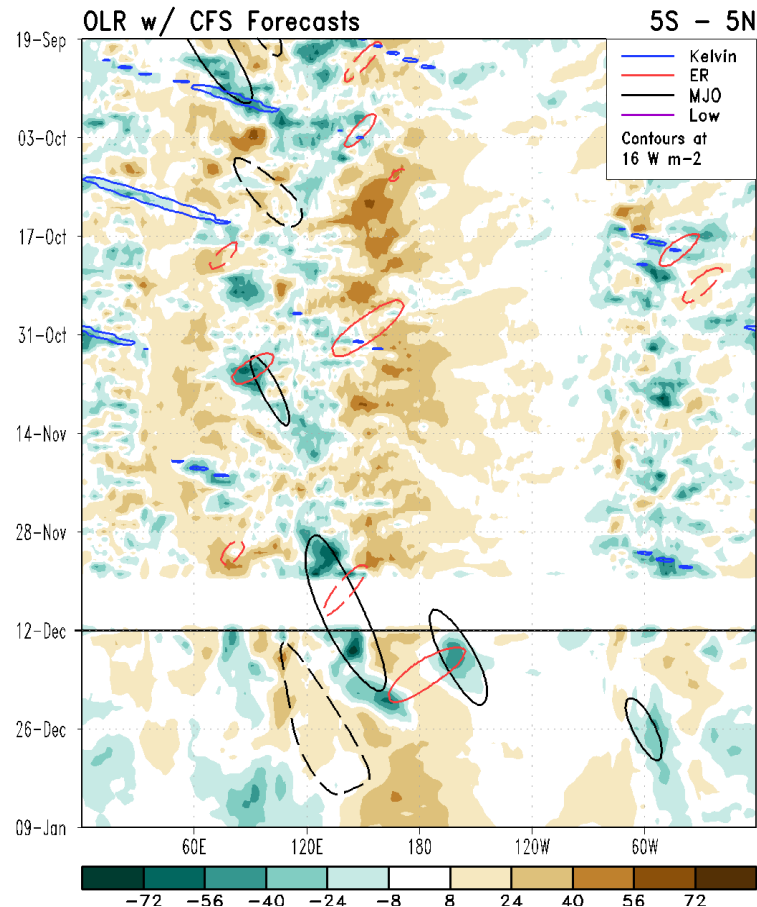 OLR w/ CFS Forecasts 5S - 5N
19-Sep
03-Oct
17-Oct
31-Oct
14-Nov
28-Nov
12-Dec
26-Dec
09-Jan
Kelvin
ER
MJO
Low
Contours at
16 W m-2
60E 120E 180 120W 60W
-72 -56 -40 -24 -8 8 24 40 56 72